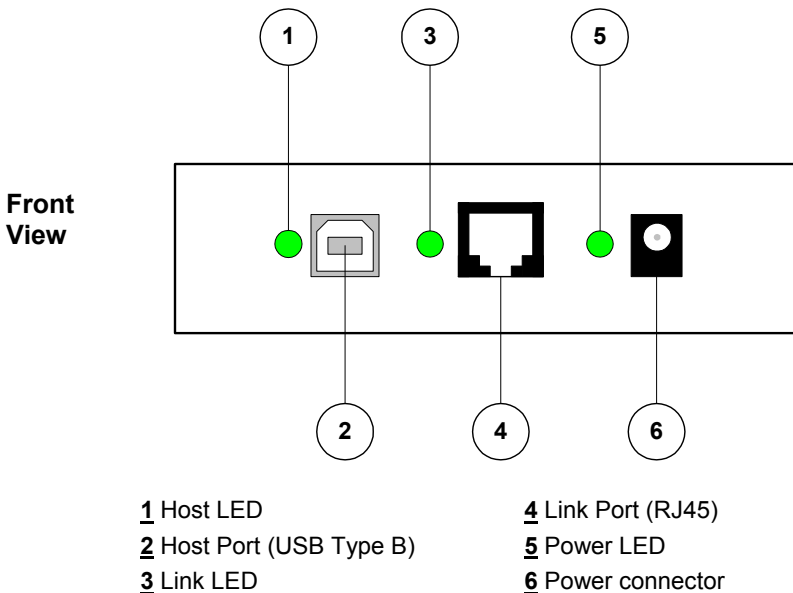 1
3
5
Front
View
2
4
6
1 Host LED
2 Host Port (USB Type B)
3 Link LED
4 Link Port (RJ45)
5 Power LED
6 Power connector